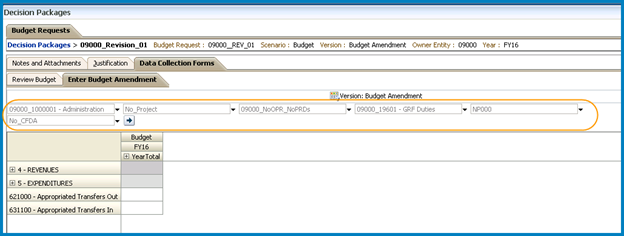 Decision Packages
Budget Requests
Decision Packages > 09000_Revision_01 Budget Request : 09000__REV_01 Scenario : Budget Version : Budget Amendment Owner Entity : 09000 Year : FY16
Notes and Attachments Justification Data Collection Forms
Review Budget Enter Budget Amendment
Version: Budget Amendment
09000_1000001 - Administration No_Project 09000_NoOPR_NoPRDs 09000_19601 - GRF Duties NP000
No_CFDA
Budget
FY16
YearTotal
4 - REVENUES
5 - EXPENDITURES
621000 - Appropriated Transfers Out
631100 - Appropriated Transfers In